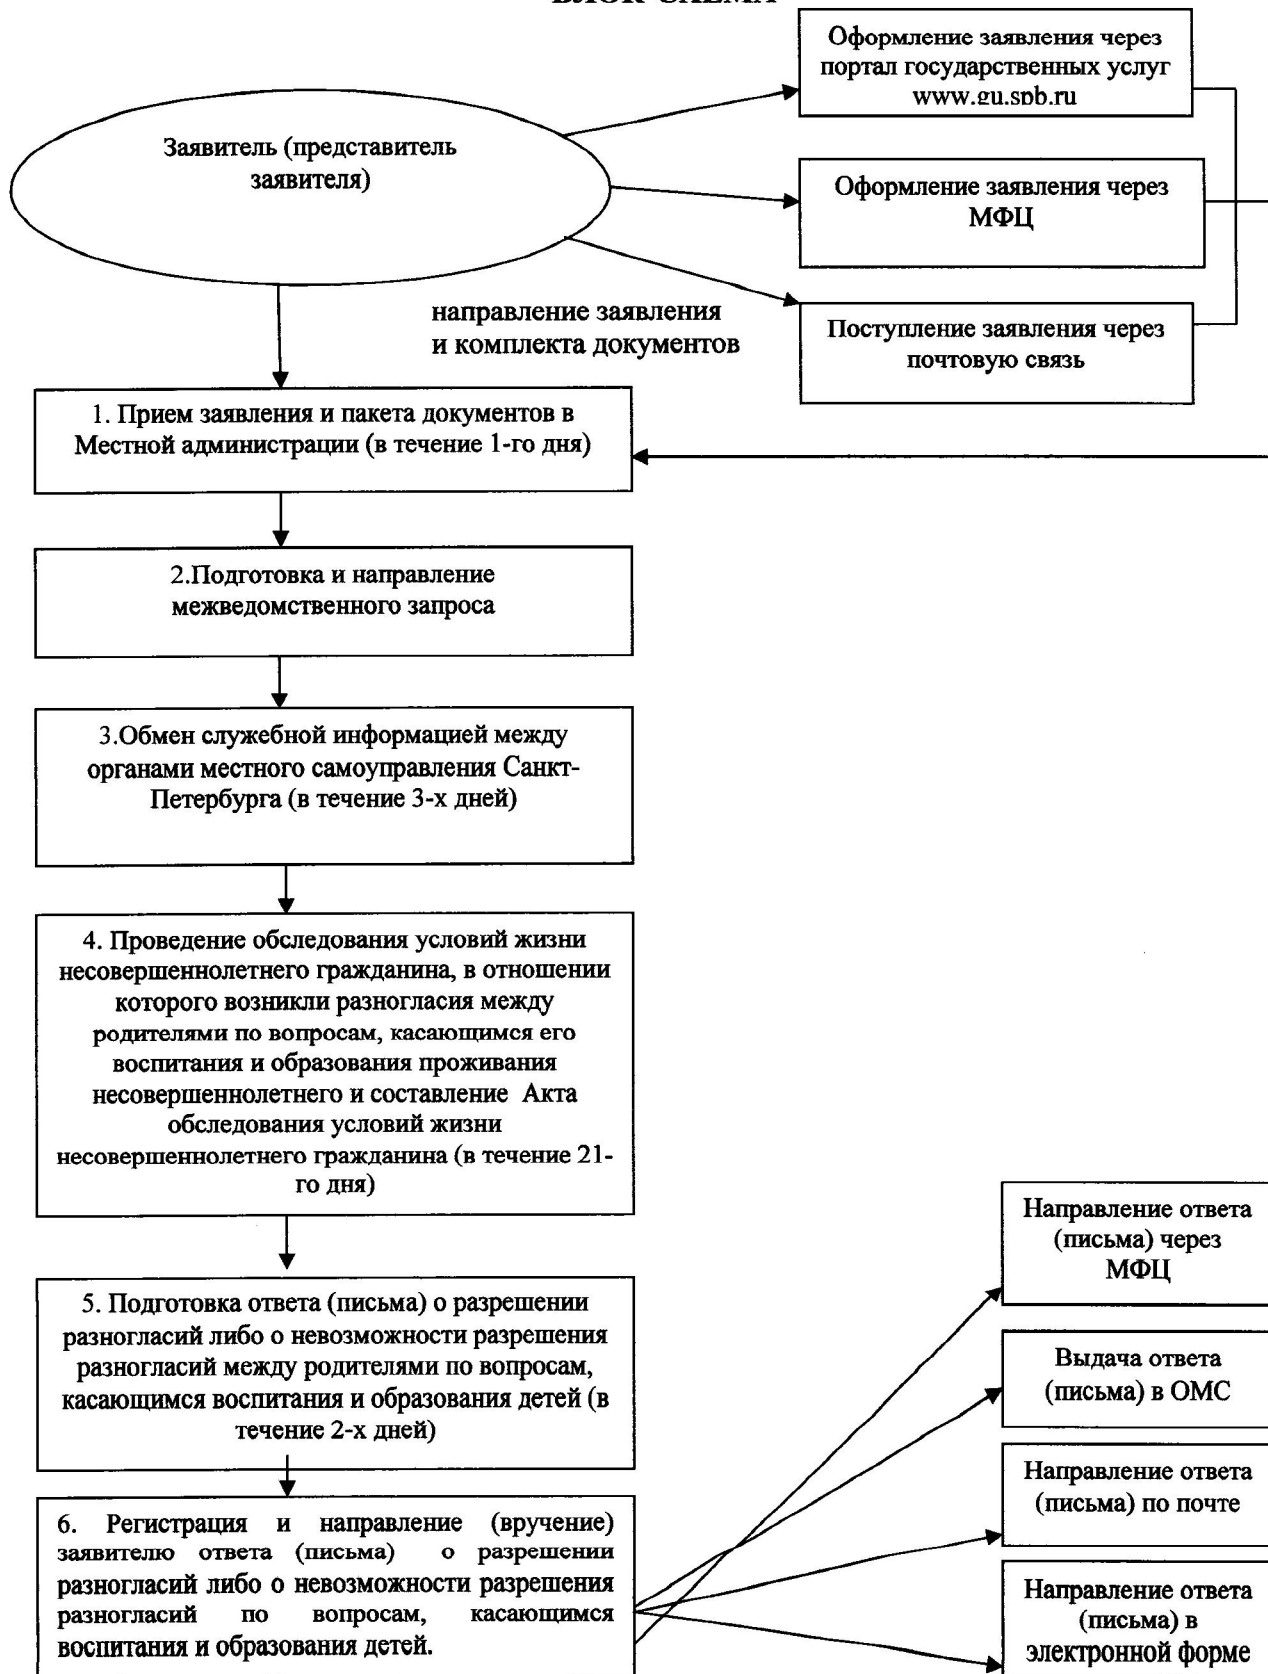 БЛОК-СХЕМА
Оформление заявления через
портал государственных услуг
www.gu.spb.ru
Заявитель (представитель
заявителя)
Оформление заявления через
МФЦ
направление заявления
и комплекта документов
Поступление заявления через
почтовую связь
1. Прием заявления и пакета документов в
Местной администрации (в течение 1-го дня)
2.Подготовка и направление
межведомственного запроса
3.Обмен служебной информацией между
органами местного самоуправления Санкт-
Петербурга (в течение 3-х дней)
4. Проведение обследования условий жизни
несовершеннолетнего гражданина, в отношении
которого возникли разногласия между
родителями по вопросам, касающимся его
воспитания и образования проживания
несовершеннолетнего и составление Акта
обследования условий жизни
несовершеннолетнего гражданина (в течение 21-
го дня)
5. Подготовка ответа (письма) о разрешении
разногласий либо о невозможности разрешения
разногласий между родителями по вопросам,
касающимся воспитания и образования детей (в
течение 2-х дней)
6. Регистрация и направление (вручение)
заявителю ответа (письма) о разрешении
разногласий либо о невозможности разрешения
разногласий по вопросам, касающимся
воспитания и образования детей.
Направление ответа
(письма) через
МФЦ
Выдача ответа
(письма) в ОМС
Направление ответа
(письма) по почте
Направление ответа
(письма) в
электронной форме